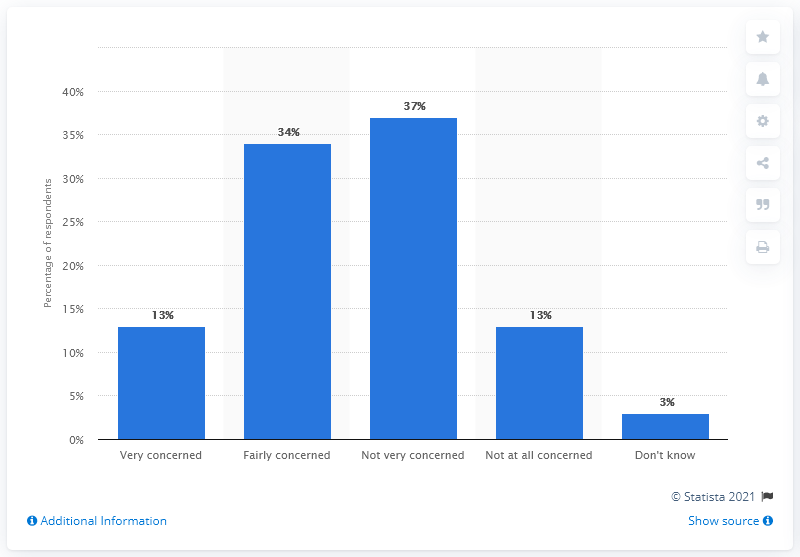 40%
35%
30%
25%
20%
15%
10%
5%
0%
Percentage of respondents
13%
34%
37%
13%
3%
Very concerned
Fairly concerned
Not very concerned
Not at all concerned
Don't know
© Statista 2021
Additional Information
Show source